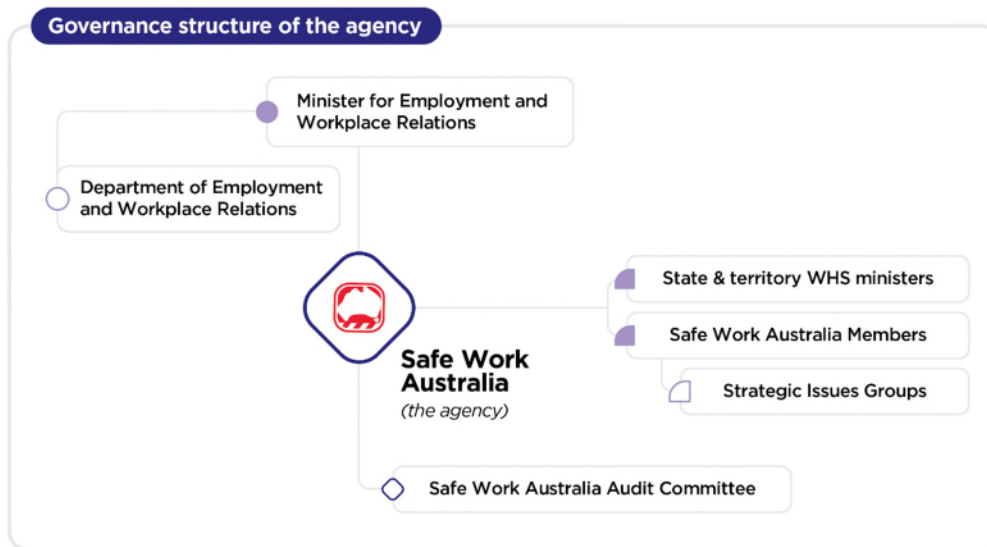 Governance structure of the agency
Minister for Employment and
Workplace Relations
Department of Employment
and Workplace Relations
State & territory WHS ministers
Safe Work Australia Members
Safe Work
Australia
(the agency)
Strategic Issues Groups
Safe Work Australia Audit Committee